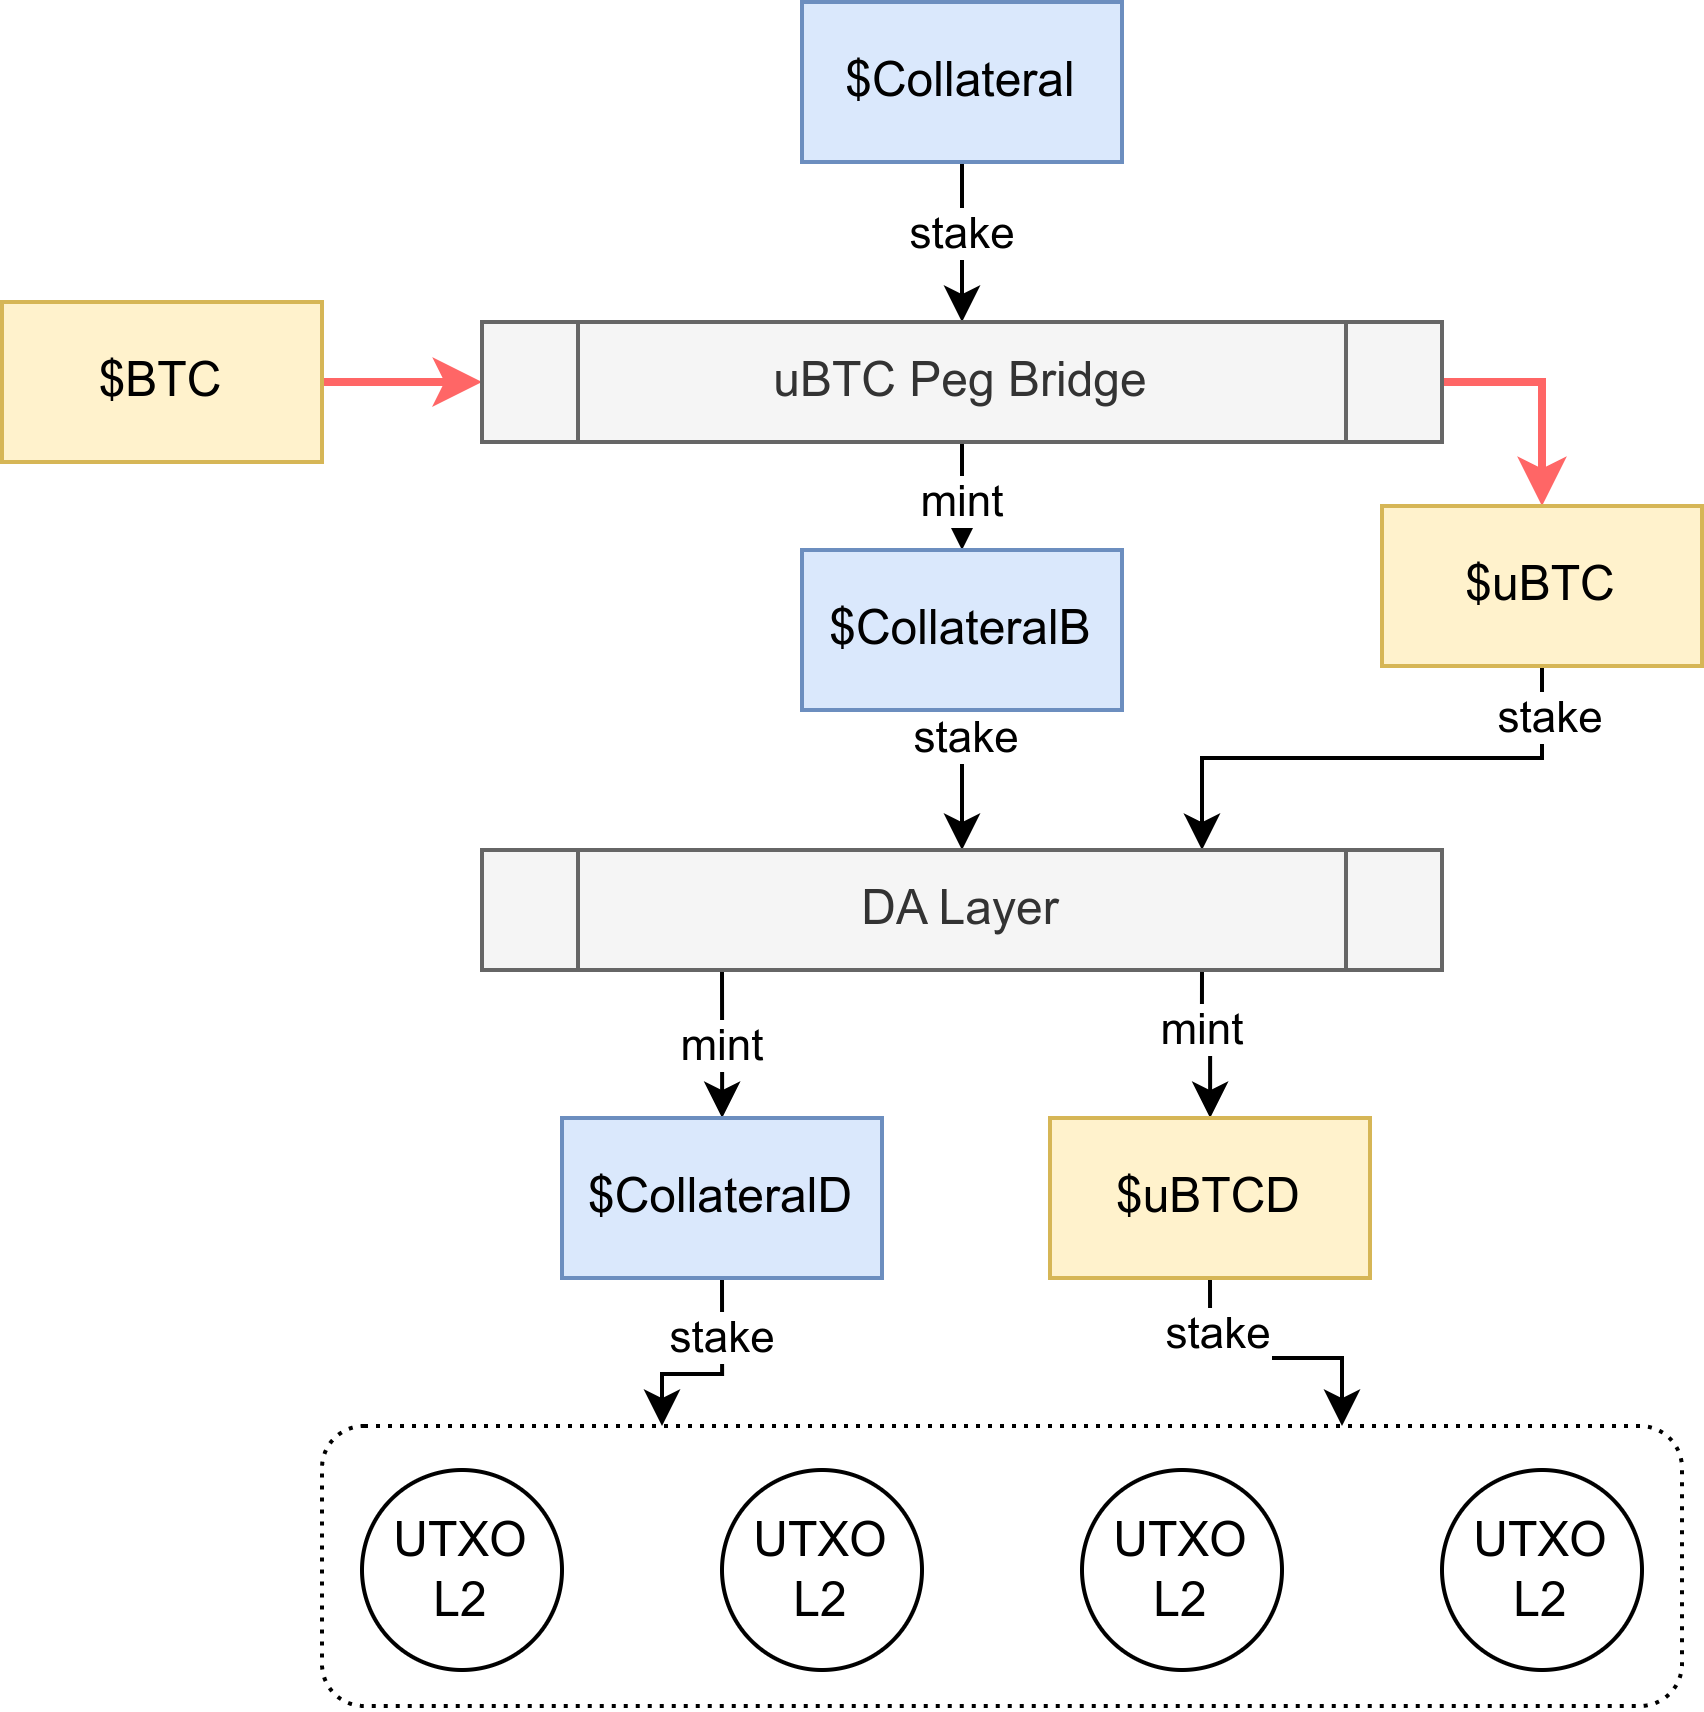 $Collateral
stake
$BTC
uBTC Peg Bridge
mint
$uBTC
$CollateralB
stake
stake
DA Layer
mint
mint
$CollateralD
$uBTCD
stake
stake
UTXO
L2
UTXO
L2
UTXO
L2
UTXO
L2